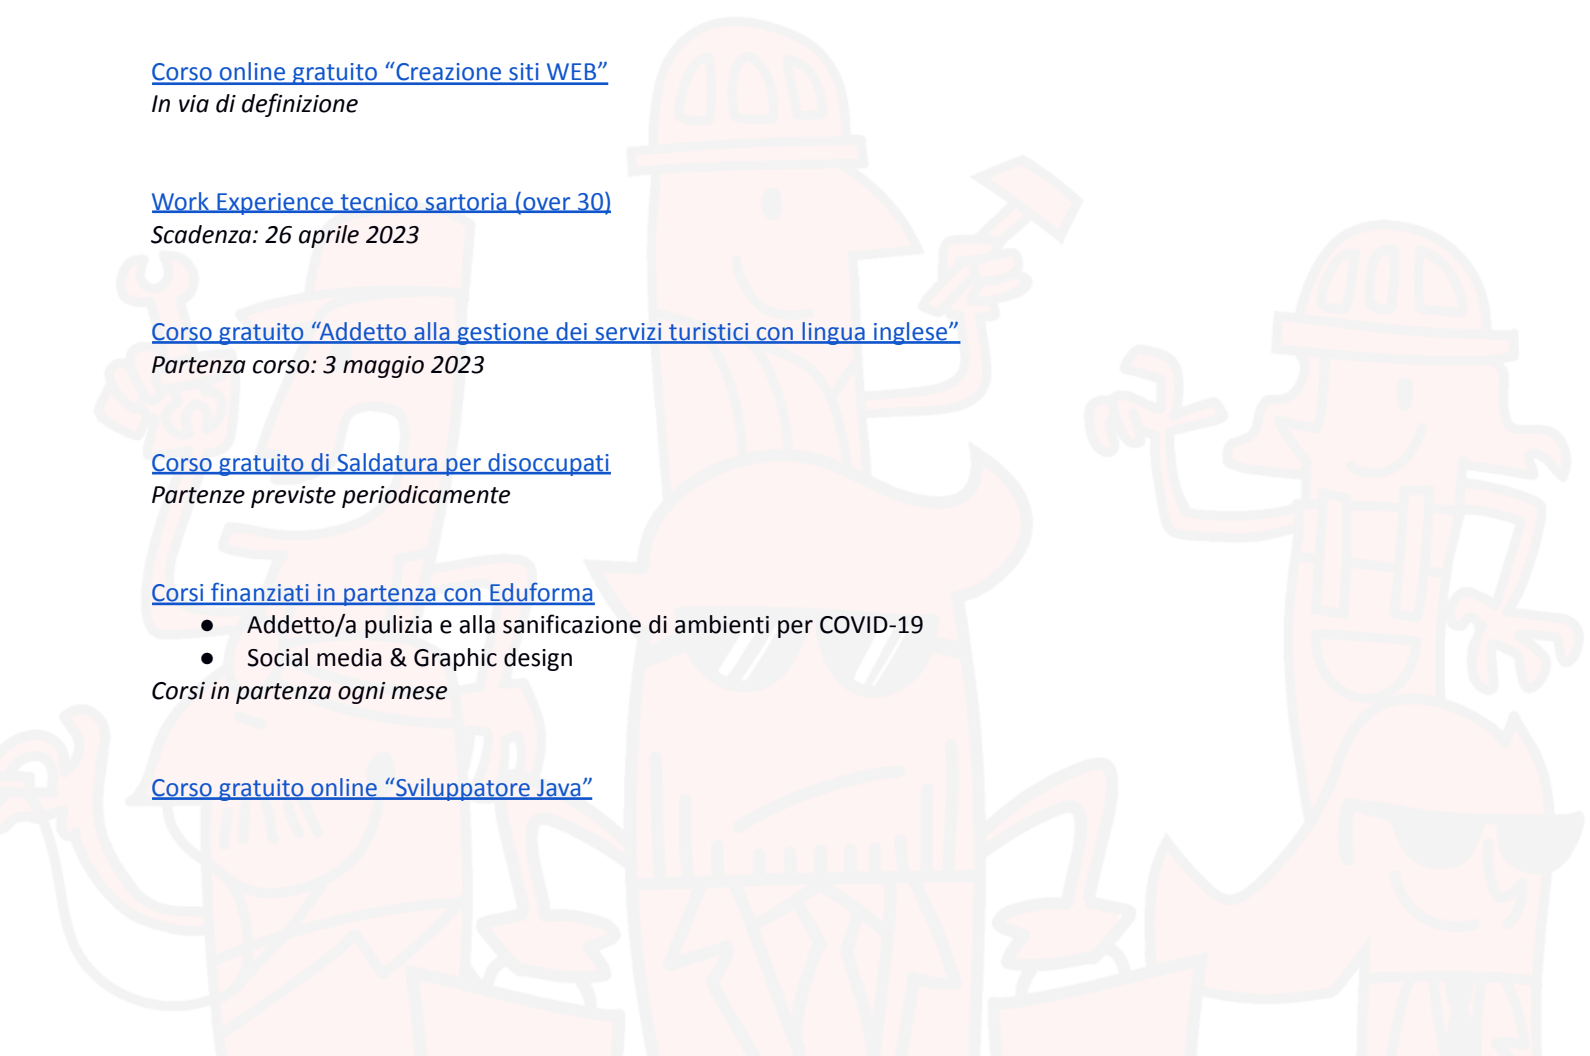 Corso online gratuito “Creazione siti WEB”
In via di definizione
Work Experience tecnico sartoria (over 30)
Scadenza: 26 aprile 2023
Corso gratuito “Addetto alla gestione dei servizi turistici con lingua inglese”
Partenza corso: 3 maggio 2023
Corso gratuito di Saldatura per disoccupati
Partenze previste periodicamente
Corsi finanziati in partenza con Eduforma
● Addetto/a pulizia e alla sanificazione di ambienti per COVID-19
● Social media & Graphic design
Corsi in partenza ogni mese
Corso gratuito online “Sviluppatore Java”